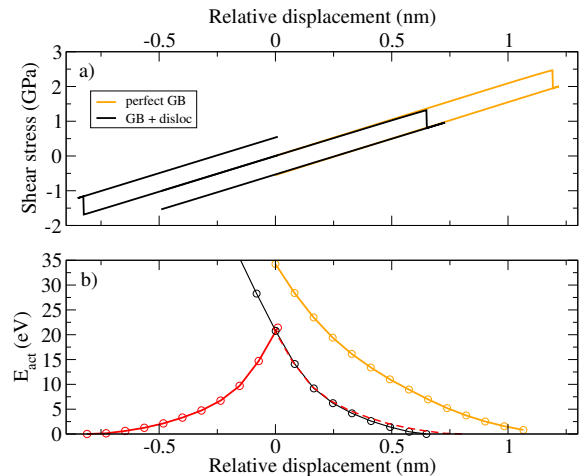 Relative displacement (nm)
-0.5 0 0.5 1
3
2
1
0
-1
-2
Shear stress (GPa)
a)
perfect GB
GB + disloc
35
30
25
20
15
10
5
0
E_act (eV)
b)
-0.5 0 0.5 1
Relative displacement (nm)